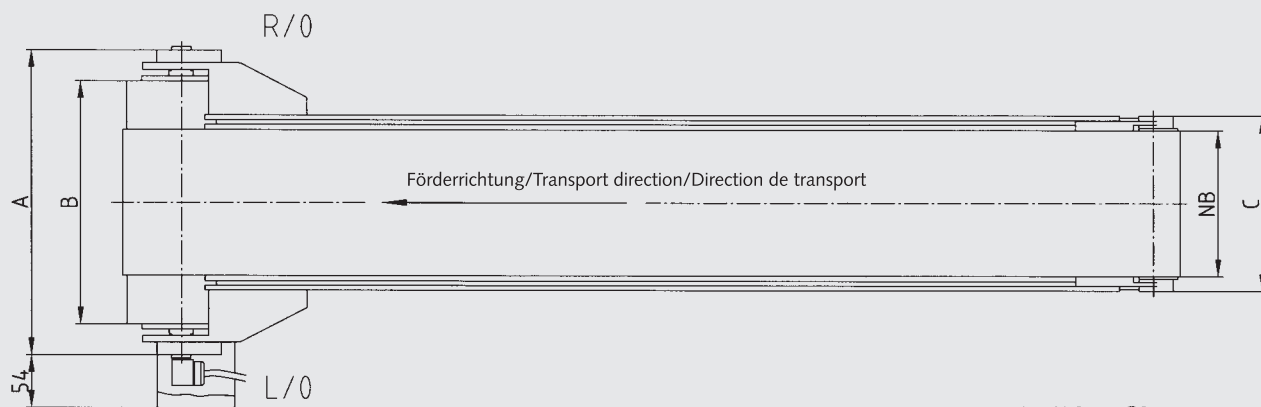 R/0
A
B
Förderrichtung/Transport direction/Direction de transport
NB
C
54
L/0